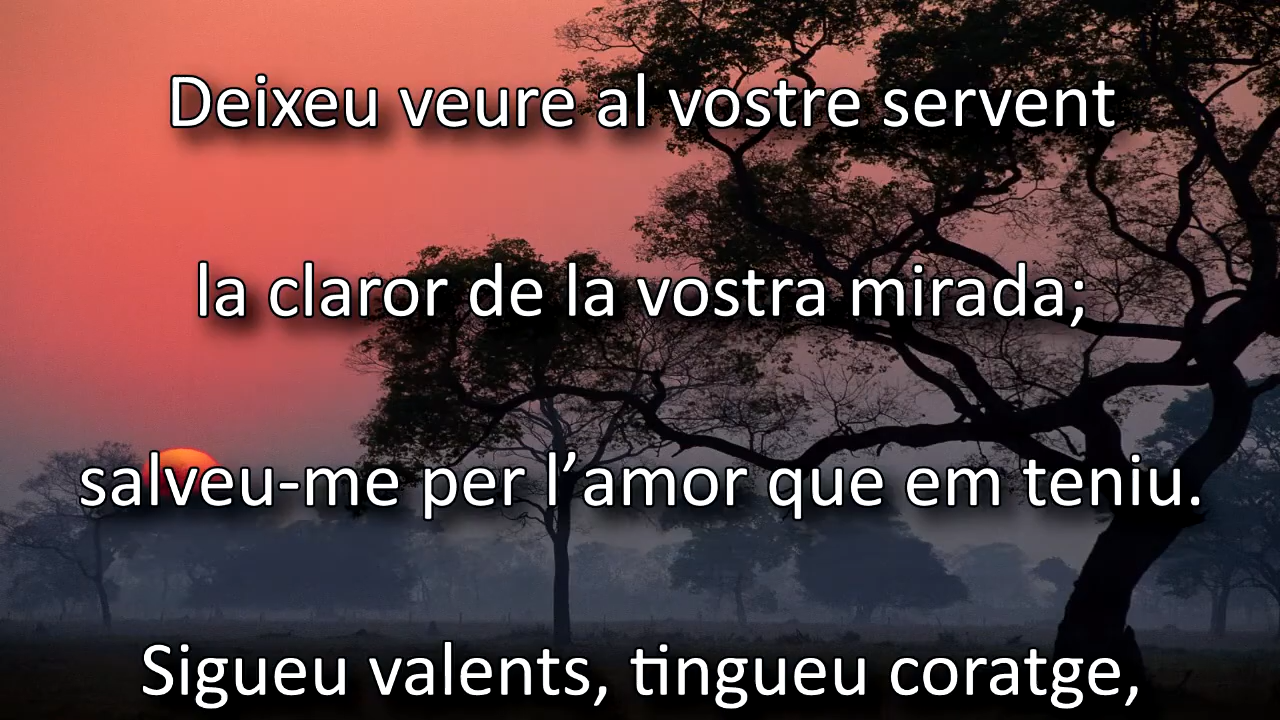 Deixeu veure al vostre servent
la claror de la vostra mirada;
salveu-me per l’amor que em teniu.
Sigueu valents, tingueu coratge,